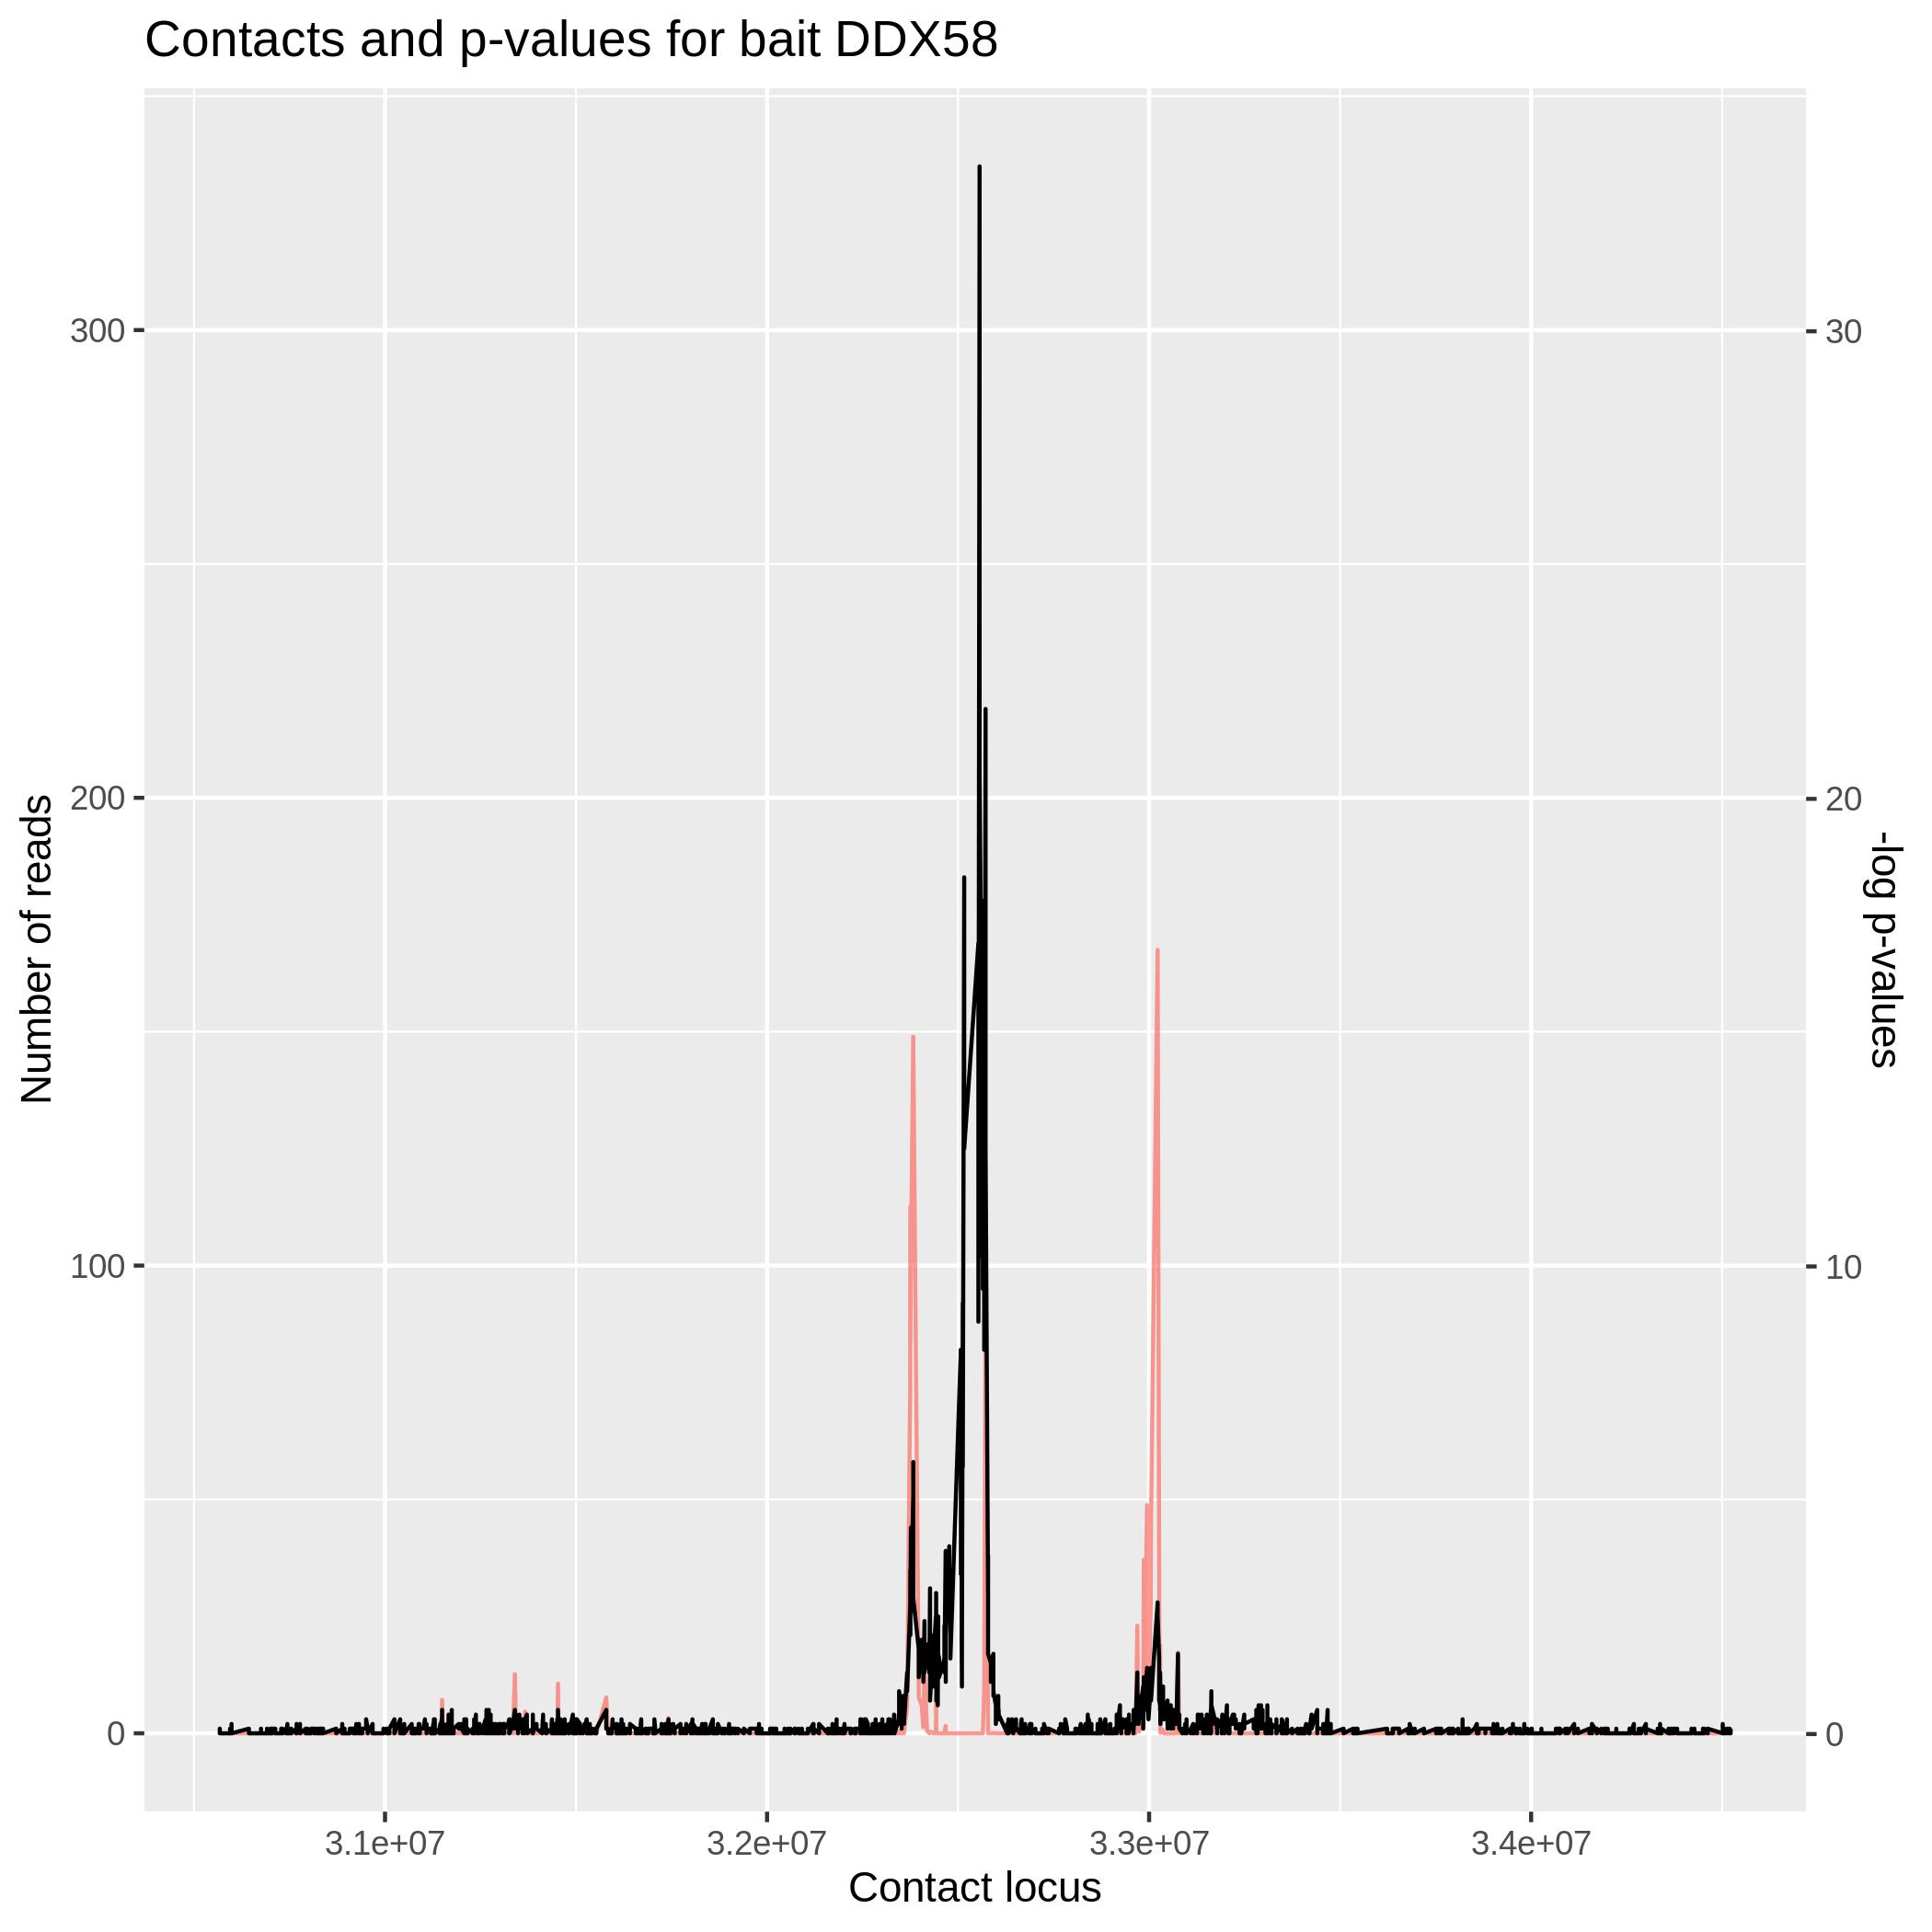 Contacts and p-values for bait DDX58
Number of reads
300
200
100
0
30
20
10
0
-log p-values
3.1e+07
3.2e+07
3.3e+07
3.4e+07
Contact locus